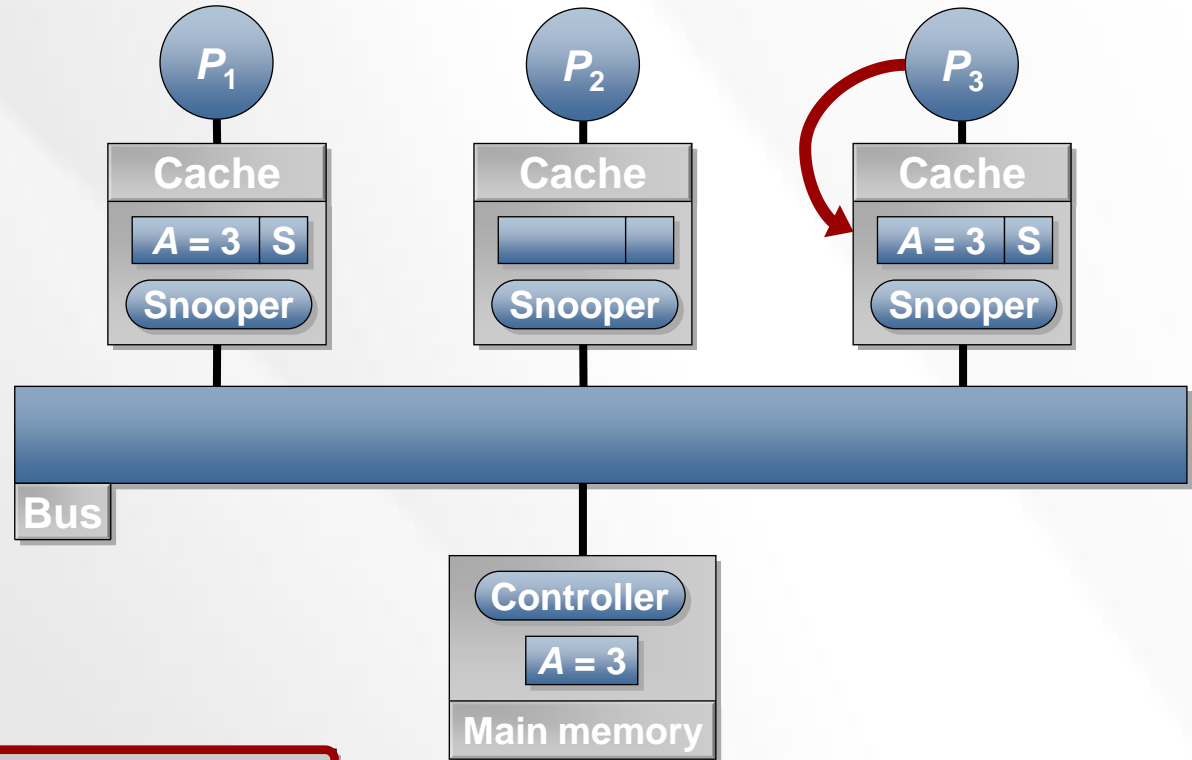 P1 P2 P3
Cache Cache Cache
A = 3 S A = 3 S
Snooper Snooper Snooper
Bus
Controller
A = 3
Main memory